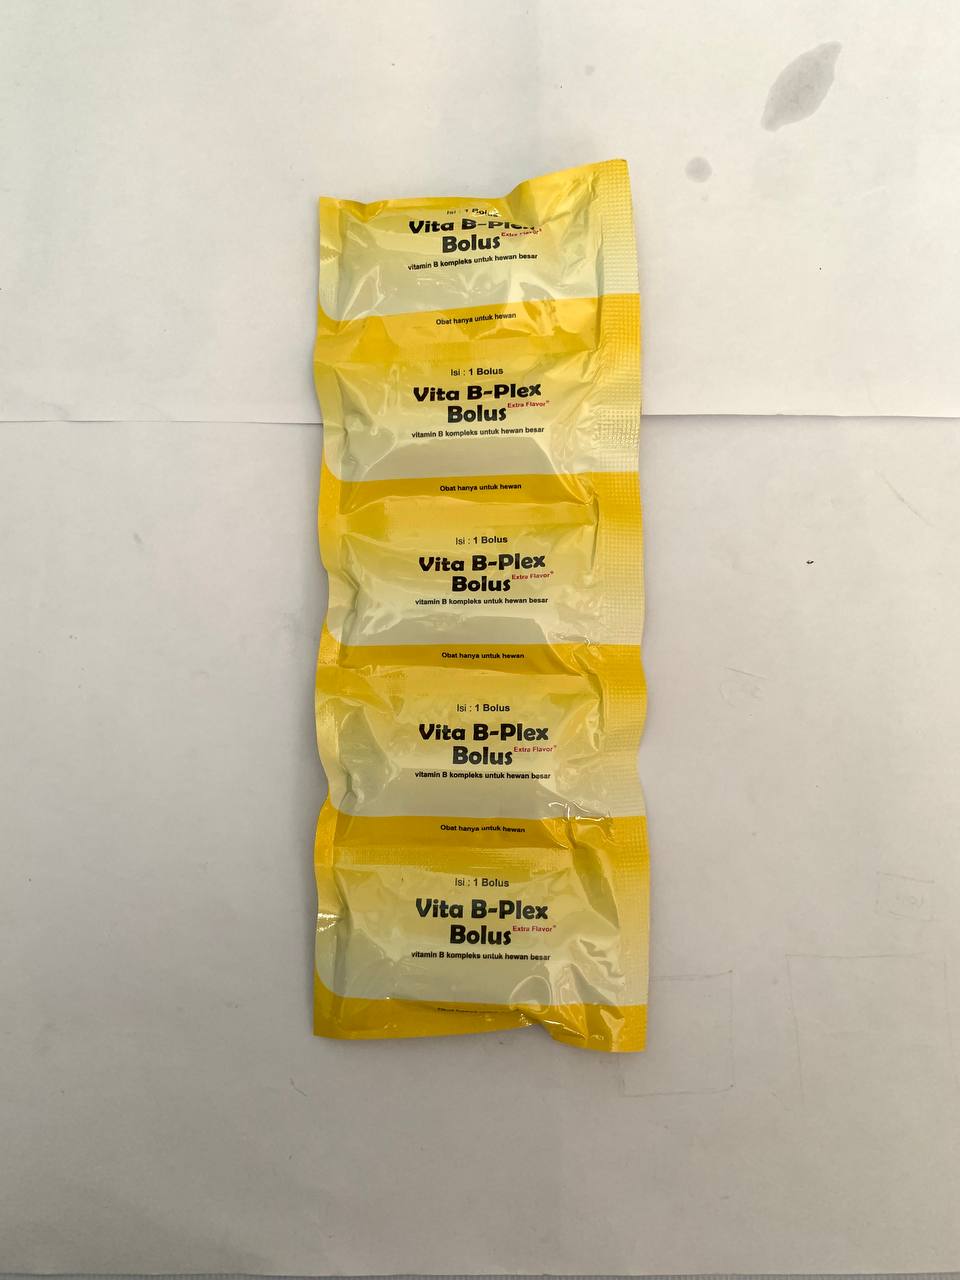 Isi : 1 Bolus
Vita B-Plex
Bolus Extra Flavor®
vitamin B kompleks untuk hewan besar
Obat hanya untuk hewan
Isi : 1 Bolus
Vita B-Plex
Bolus Extra Flavor®
vitamin B kompleks untuk hewan besar
Obat hanya untuk hewan
Isi : 1 Bolus
Vita B-Plex
Bolus Extra Flavor®
vitamin B kompleks untuk hewan besar
Obat hanya untuk hewan
Isi : 1 Bolus
Vita B-Plex
Bolus Extra Flavor®
vitamin B kompleks untuk hewan besar
Obat hanya untuk hewan
Isi : 1 Bolus
Vita B-Plex
Bolus Extra Flavor®
vitamin B kompleks untuk hewan besar